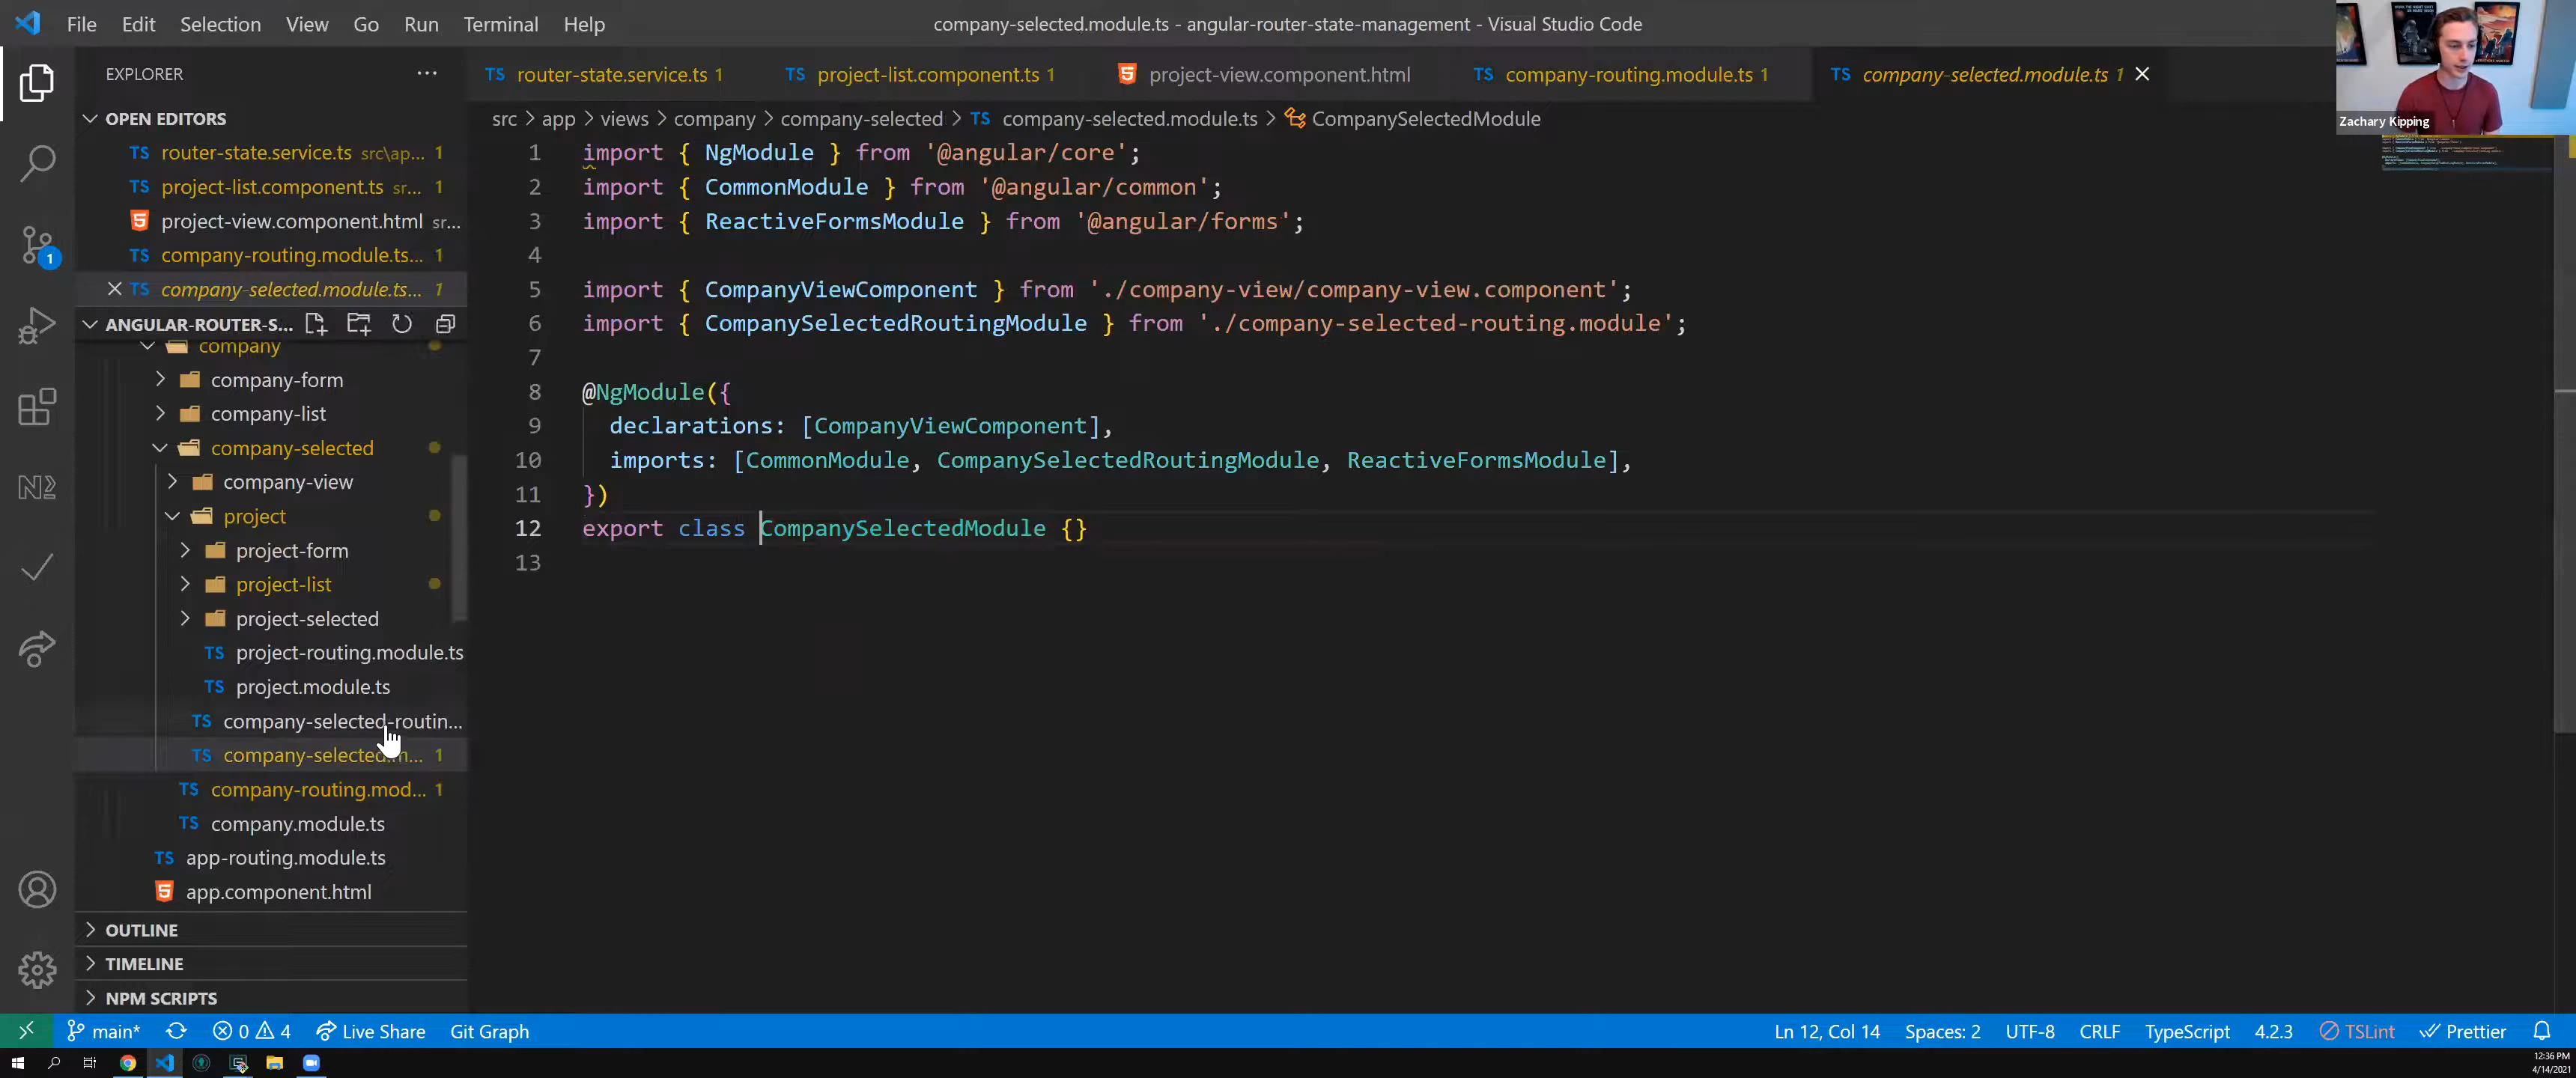 File Edit Selection View Go Run Terminal Help
company-selected.module.ts - angular-router-state-management - Visual Studio Code
Zachary Kipping
EXPLORER
OPEN EDITORS
TS router-state.service.ts src\ap... 1
TS project-list.component.ts sr... 1
project-view.component.html sr...
TS company-routing.module.ts... 1
TS company-selected.module.ts... 1
ANGULAR-ROUTER-S...
company
company-form
company-list
company-selected
company-view
project
project-form
project-list
project-selected
TS project-routing.module.ts
TS project.module.ts
TS company-selected-routin...
TS company-selected.m... 1
TS company-routing.mod... 1
TS company.module.ts
TS app-routing.module.ts
app.component.html
OUTLINE
TIMELINE
NPM SCRIPTS
TS router-state.service.ts 1 TS project-list.component.ts 1 project-view.component.html TS company-routing.module.ts 1 TS company-selected.module.ts 1
src > app > views > company > company-selected > TS company-selected.module.ts > CompanySelectedModule
1 import { NgModule } from '@angular/core';
2 import { CommonModule } from '@angular/common';
3 import { ReactiveFormsModule } from '@angular/forms';
4
5 import { CompanyViewComponent } from './company-view/company-view.component';
6 import { CompanySelectedRoutingModule } from './company-selected-routing.module';
7
8 @NgModule({
9 declarations: [CompanyViewComponent],
10 imports: [CommonModule, CompanySelectedRoutingModule, ReactiveFormsModule],
11 })
12 export class CompanySelectedModule {}
13
1
main* 0 4 Live Share Git Graph Ln 12, Col 14 Spaces: 2 UTF-8 CRLF TypeScript 4.2.3 TSLint Prettier
12:36 PM
4/14/2021